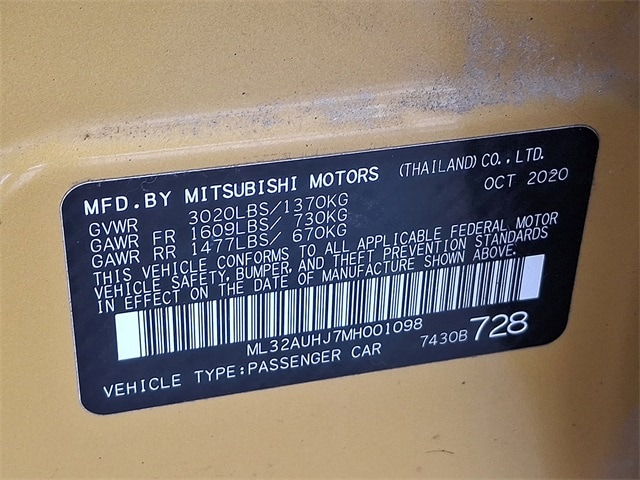 MFD. BY MITSUBISHI MOTORS (THAILAND) CO., LTD.
OCT 2020
GVWR 3020LBS/1370KG
GAWR FR 1609LBS/ 730KG
GAWR RR 1477LBS/ 670KG
THIS VEHICLE CONFORMS TO ALL APPLICABLE FEDERAL MOTOR
VEHICLE SAFETY, BUMPER, AND THEFT PREVENTION STANDARDS
IN EFFECT ON THE DATE OF MANUFACTURE SHOWN ABOVE.
ML32AUHJ7MH001098
7430B 728
VEHICLE TYPE:PASSENGER CAR